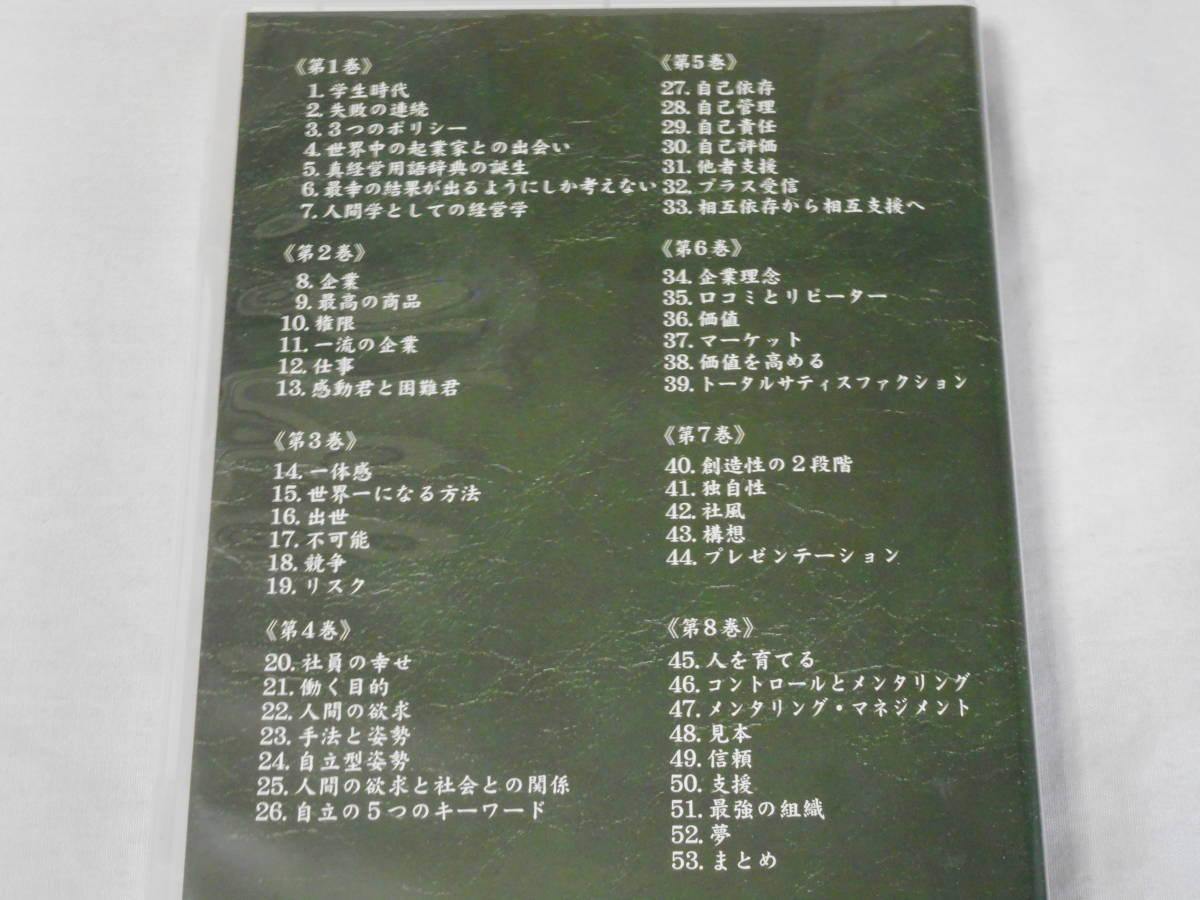 《第1巻》
1. 学生時代
2. 失敗の連続
3. 3つのポリシー
4. 世界中の起業家との出会い
5. 真経営用語辞典の誕生
6. 最幸の結果が出るようにしか考えない
7. 人間学としての経営学
《第2巻》
8. 企業
9. 最高の商品
10. 権限
11. 一流の企業
12. 仕事
13. 感動君と困難君
《第3巻》
14. 一体感
15. 世界一になる方法
16. 出世
17. 不可能
18. 競争
19. リスク
《第4巻》
20. 社員の幸せ
21. 働く目的
22. 人間の欲求
23. 手法と姿勢
24. 自立型姿勢
25. 人間の欲求と社会との関係
26. 自立の5つのキーワード
《第5巻》
27. 自己依存
28. 自己管理
29. 自己責任
30. 自己評価
31. 他者支援
32. プラス受信
33. 相互依存から相互支援へ
《第6巻》
34. 企業理念
35. 口コミとリピーター
36. 価値
37. マーケット
38. 価値を高める
39. トータルサティスファクション
《第7巻》
40. 創造性の2段階
41. 独自性
42. 社風
43. 構想
44. プレゼンテーション
《第8巻》
45. 人を育てる
46. コントロールとメンタリング
47. メンタリング・マネジメント
48. 見本
49. 信頼
50. 支援
51. 最強の組織
52. 夢
53. まとめ